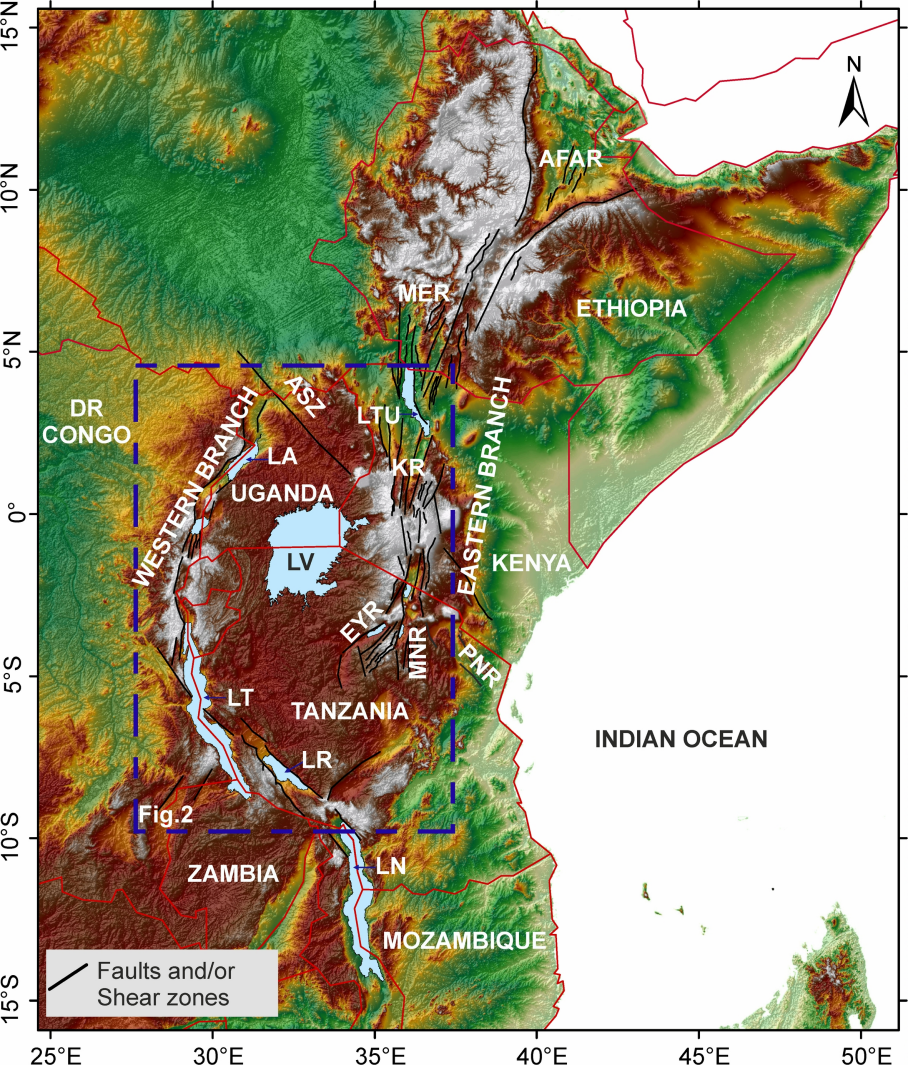 15°N
N
AFAR
10°N
MER
ETHIOPIA
5°N
ASZ
DR
CONGO
LTU
WESTERN BRANCH
EASTERN BRANCH
LA
KR
UGANDA
0°
LV
KENYA
EYR
MNR
PNR
5°S
LT
TANZANIA
INDIAN OCEAN
LR
Fig.2
10°S
ZAMBIA
LN
MOZAMBIQUE
Faults and/or
Shear zones
15°S
25°E
30°E
35°E
40°E
45°E
50°E